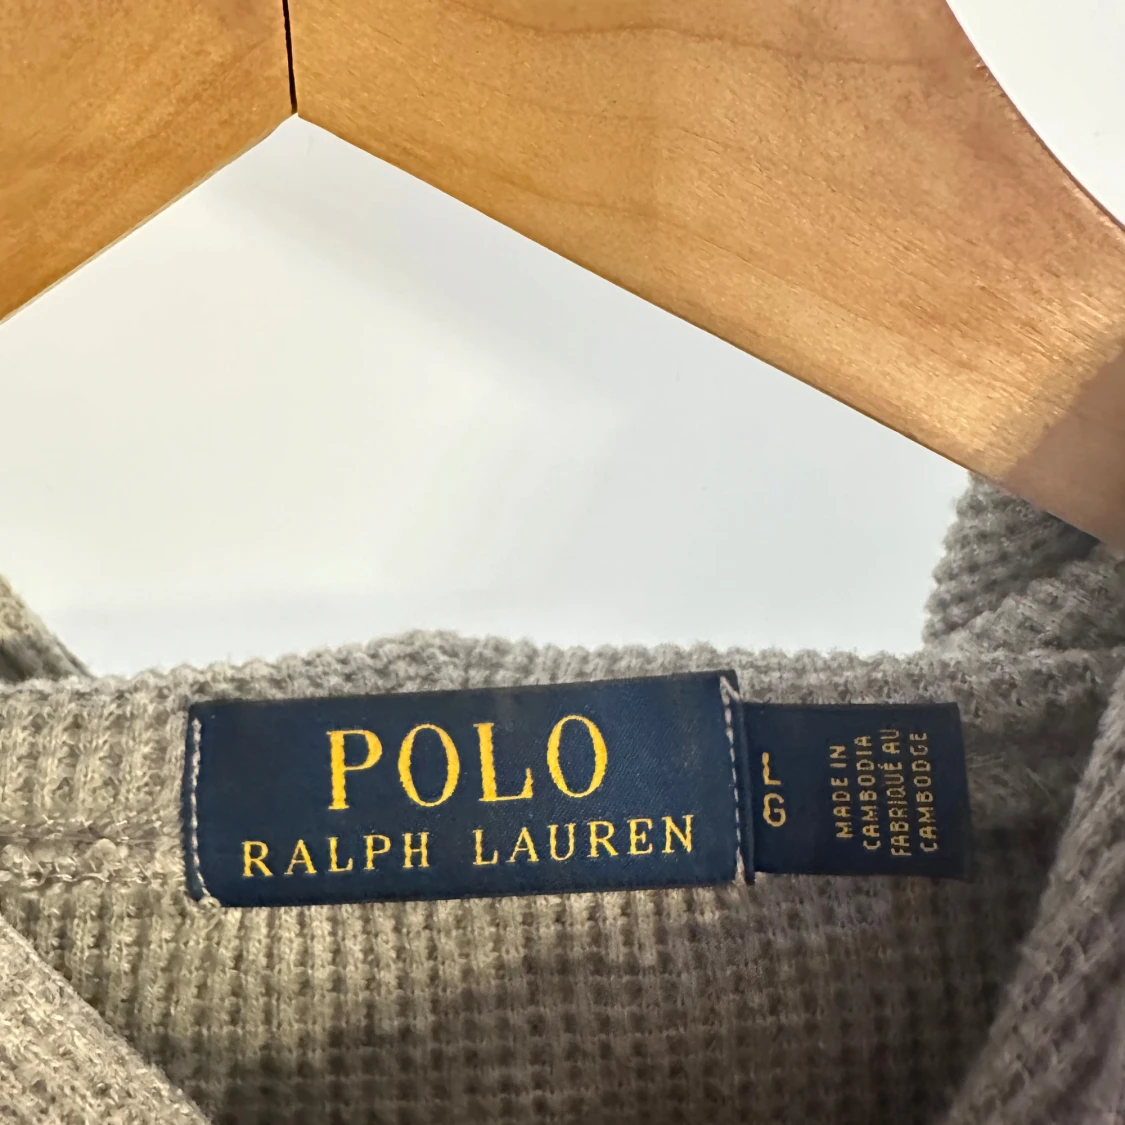 POLO
RALPH LAUREN
L
G
MADE IN
CAMBODIA
FABRIQUÉ AU
CAMBODGE